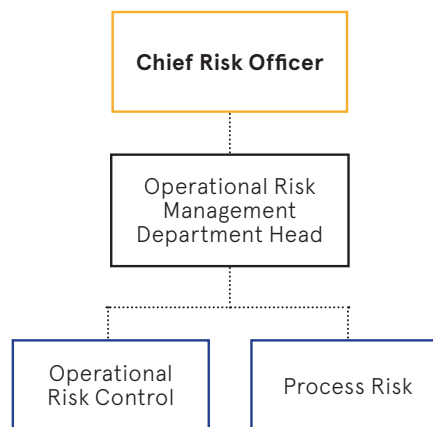 Chief Risk Officer
Operational Risk
Management
Department Head
Operational
Risk Control
Process Risk